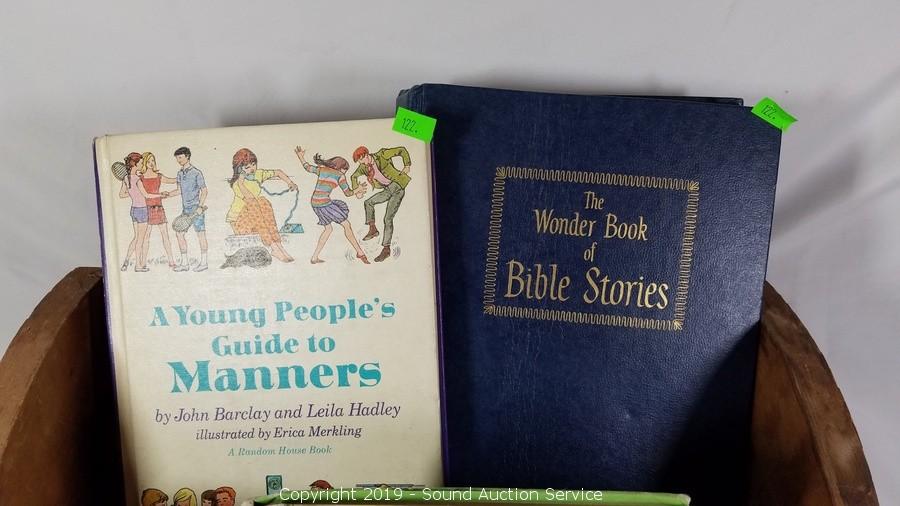 122.
A Young People's
Guide to
Manners
by John Barclay and Leila Hadley
illustrated by Erica Merkling
A Random House Book
122.
The
Wonder Book
of
Bible Stories
Copyright 2019 - Sound Auction Service